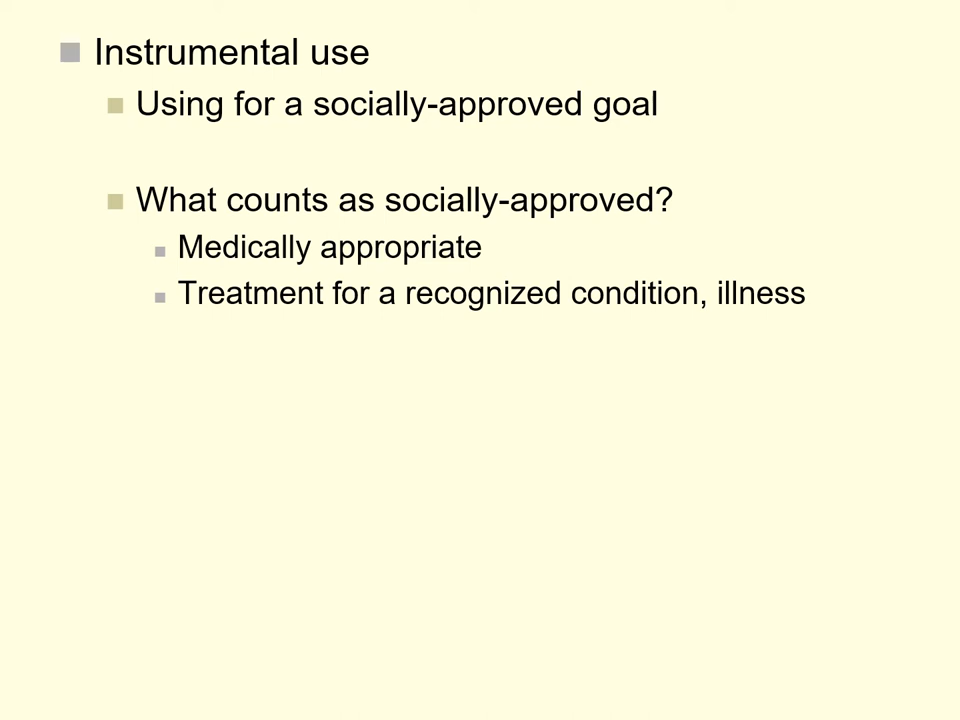 Instrumental use
Using for a socially-approved goal
What counts as socially-approved?
Medically appropriate
Treatment for a recognized condition, illness